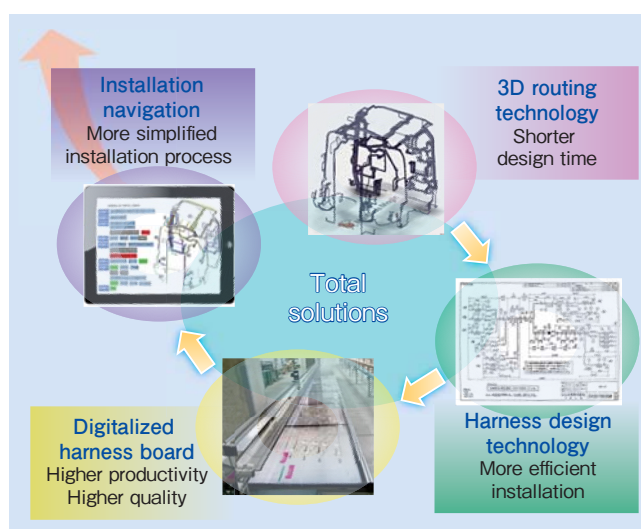 Installation
navigation
More simplified
installation process
3D routing
technology
Shorter
design time
Total
solutions
Digitalized
harness board
Higher productivity
Higher quality
Harness design
technology
More efficient
installation